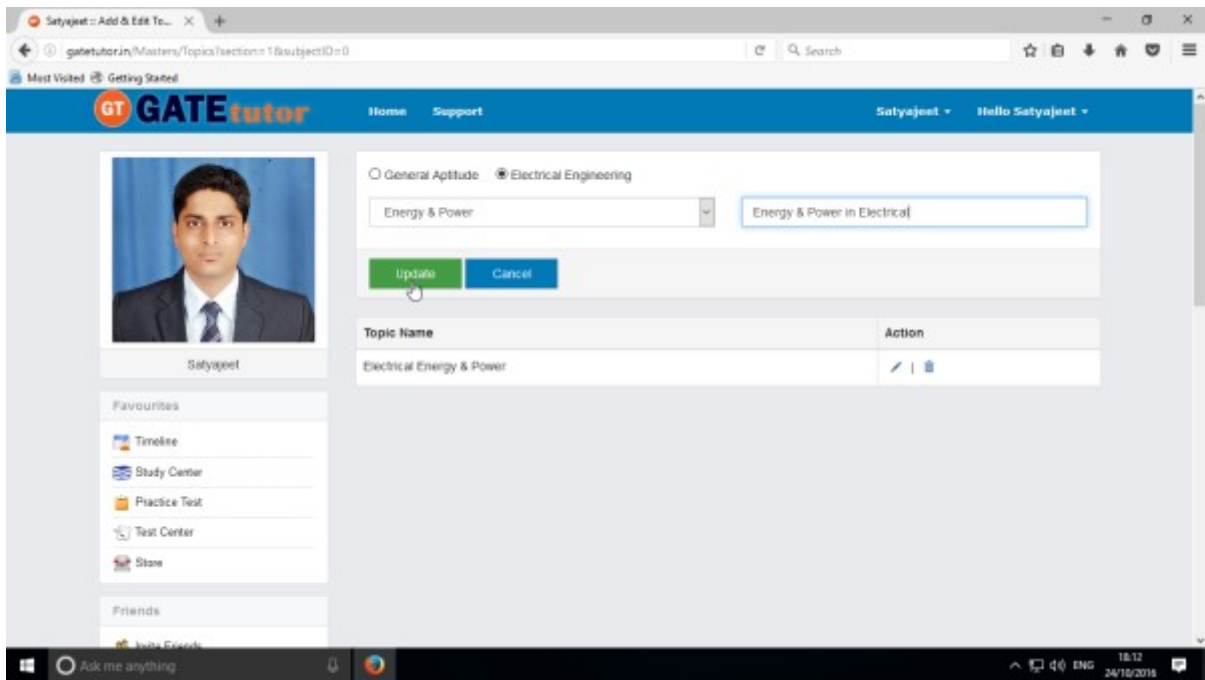 Satyajeet :: Add & Edit To...
gatetutor.in/Masters/Topics?section=1&subjectID=0
Search
Most Visited Getting Started
GT GATEtutor Home Support Satyajeet Hello Satyajeet
General Aptitude Electrical Engineering
Energy & Power Energy & Power in Electrical
Update Cancel
Topic Name Action
Electrical Energy & Power |
Satyajeet
Favourites
Timeline
Study Center
Practice Test
Test Center
Store
Friends
Invite Friends
Ask me anything
ENG
18:12
24/10/2016